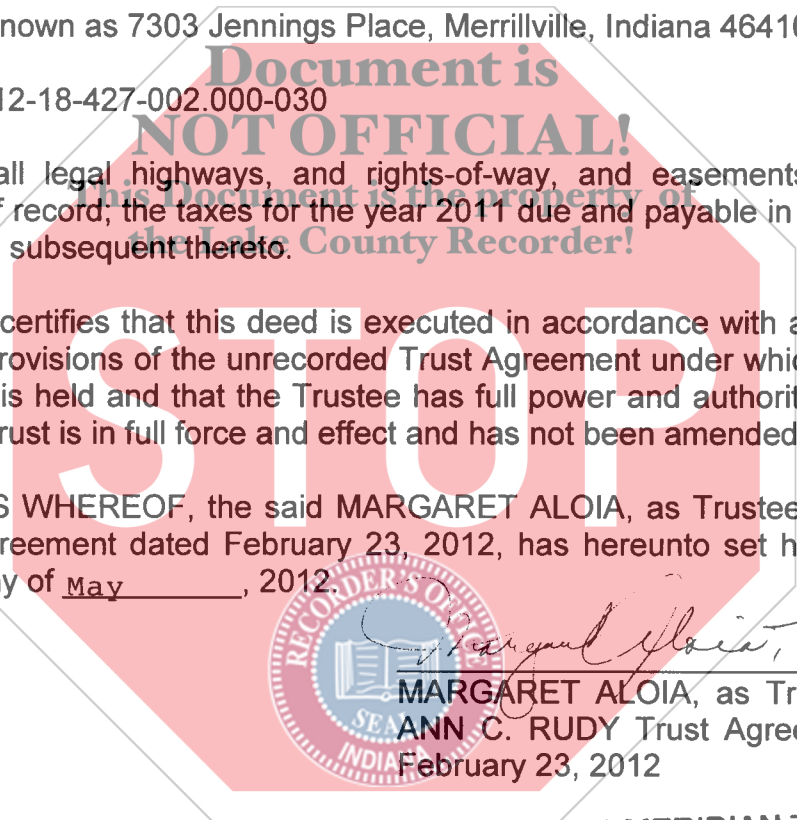 nown as 7303 Jennings Place, Merrillville, Indiana 46410
Document is
12-18-427-002.000-030
NOT OFFICIAL!
all legal highways, and rights-of-way, and easements
This Document is the property of
f record; the taxes for the year 2011 due and payable in
the Lake County Recorder!
subsequent thereto.
certifies that this deed is executed in accordance with a
rovisions of the unrecorded Trust Agreement under whic
is held and that the Trustee has full power and authorit
rust is in full force and effect and has not been amended
STOP
S WHEREOF, the said MARGARET ALOIA, as Trustee
reement dated February 23, 2012, has hereunto set h
y of May, 2012.
RECORDER'S OFFICE
Margaret Aloia,
SEAL
INDIANA
MARGARET ALOIA, as Tr
ANN C. RUDY Trust Agree
February 23, 2012